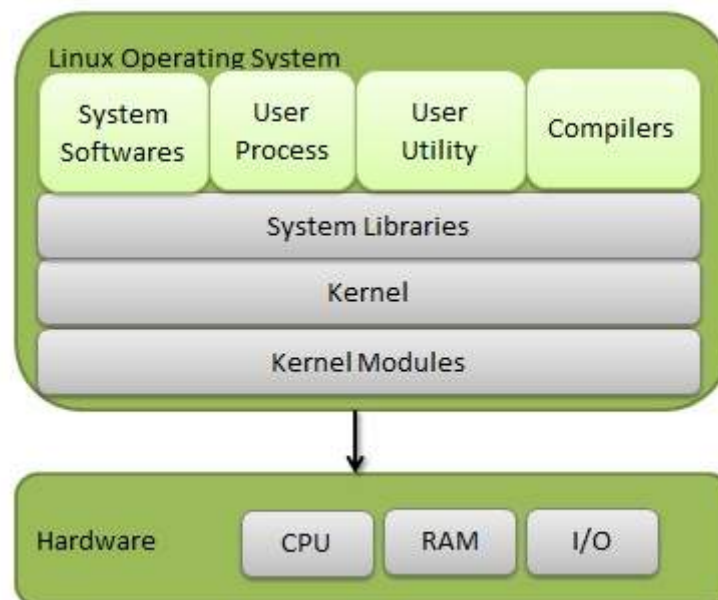 Linux Operating System
System
Softwares
User
Process
User
Utility
Compilers
System Libraries
Kernel
Kernel Modules
Hardware
CPU
RAM
I/O